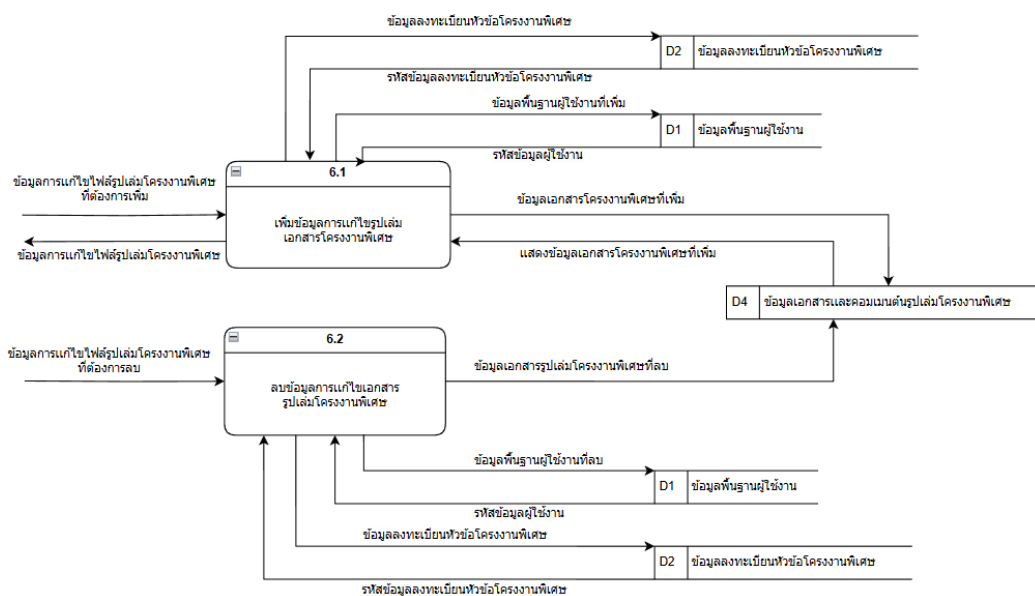 ข้อมูลลงทะเบียนหัวข้อโครงงานพิเศษ
D2 ข้อมูลลงทะเบียนหัวข้อโครงงานพิเศษ
รหัสข้อมูลลงทะเบียนหัวข้อโครงงานพิเศษ
ข้อมูลพื้นฐานผู้ใช้งานที่เพิ่ม
D1 ข้อมูลพื้นฐานผู้ใช้งาน
รหัสข้อมูลผู้ใช้งาน
6.1
ข้อมูลการแก้ไขไฟล์รูปเล่มโครงงานพิเศษ
ที่ต้องการเพิ่ม
เพิ่มข้อมูลการแก้ไขรูปเล่ม
เอกสารโครงงานพิเศษ
ข้อมูลเอกสารโครงงานพิเศษที่เพิ่ม
ข้อมูลการแก้ไขไฟล์รูปเล่มโครงงานพิเศษ
แสดงข้อมูลเอกสารโครงงานพิเศษที่เพิ่ม
D4 ข้อมูลเอกสารและคอมเมนต์นรูปเล่มโครงงานพิเศษ
6.2
ข้อมูลการแก้ไขไฟล์รูปเล่มโครงงานพิเศษ
ที่ต้องการลบ
ลบข้อมูลการแก้ไขเอกสาร
รูปเล่มโครงงานพิเศษ
ข้อมูลเอกสารรูปเล่มโครงงานพิเศษที่ลบ
ข้อมูลพื้นฐานผู้ใช้งานที่ลบ
D1 ข้อมูลพื้นฐานผู้ใช้งาน
รหัสข้อมูลผู้ใช้งาน
ข้อมูลลงทะเบียนหัวข้อโครงงานพิเศษ
D2 ข้อมูลลงทะเบียนหัวข้อโครงงานพิเศษ
รหัสข้อมูลลงทะเบียนหัวข้อโครงงานพิเศษ